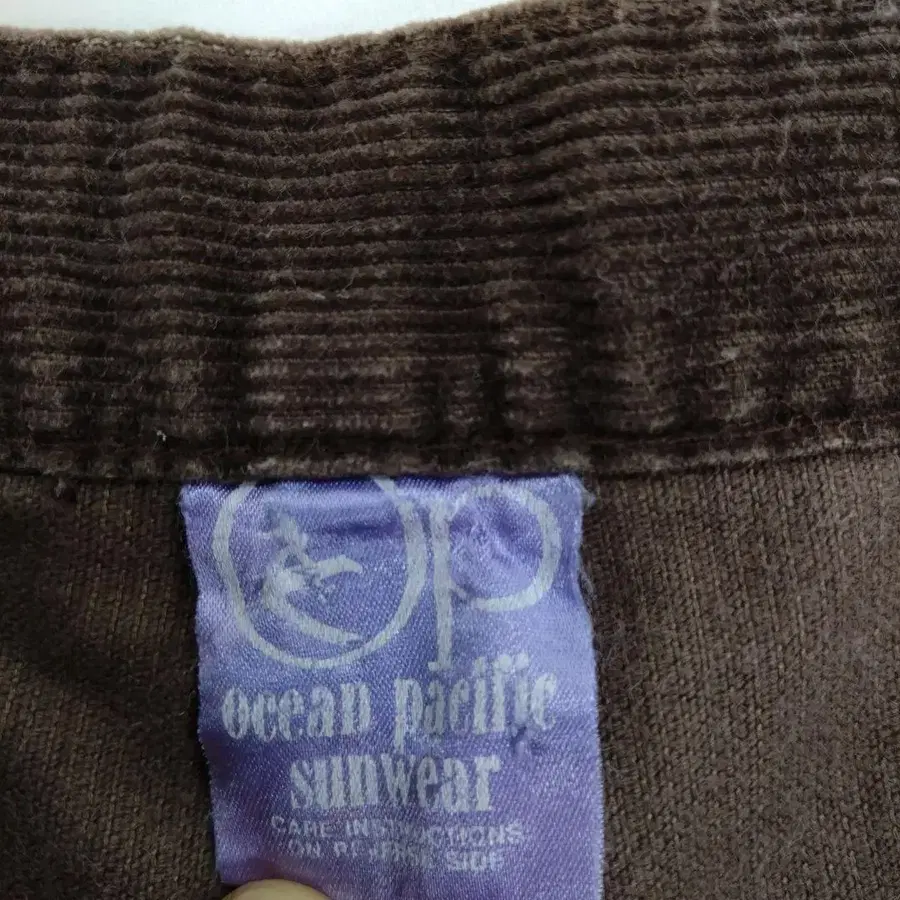 Op
ocean pacific
sunwear
CARE INSTRUCTIONS
ON REVERSE SIDE